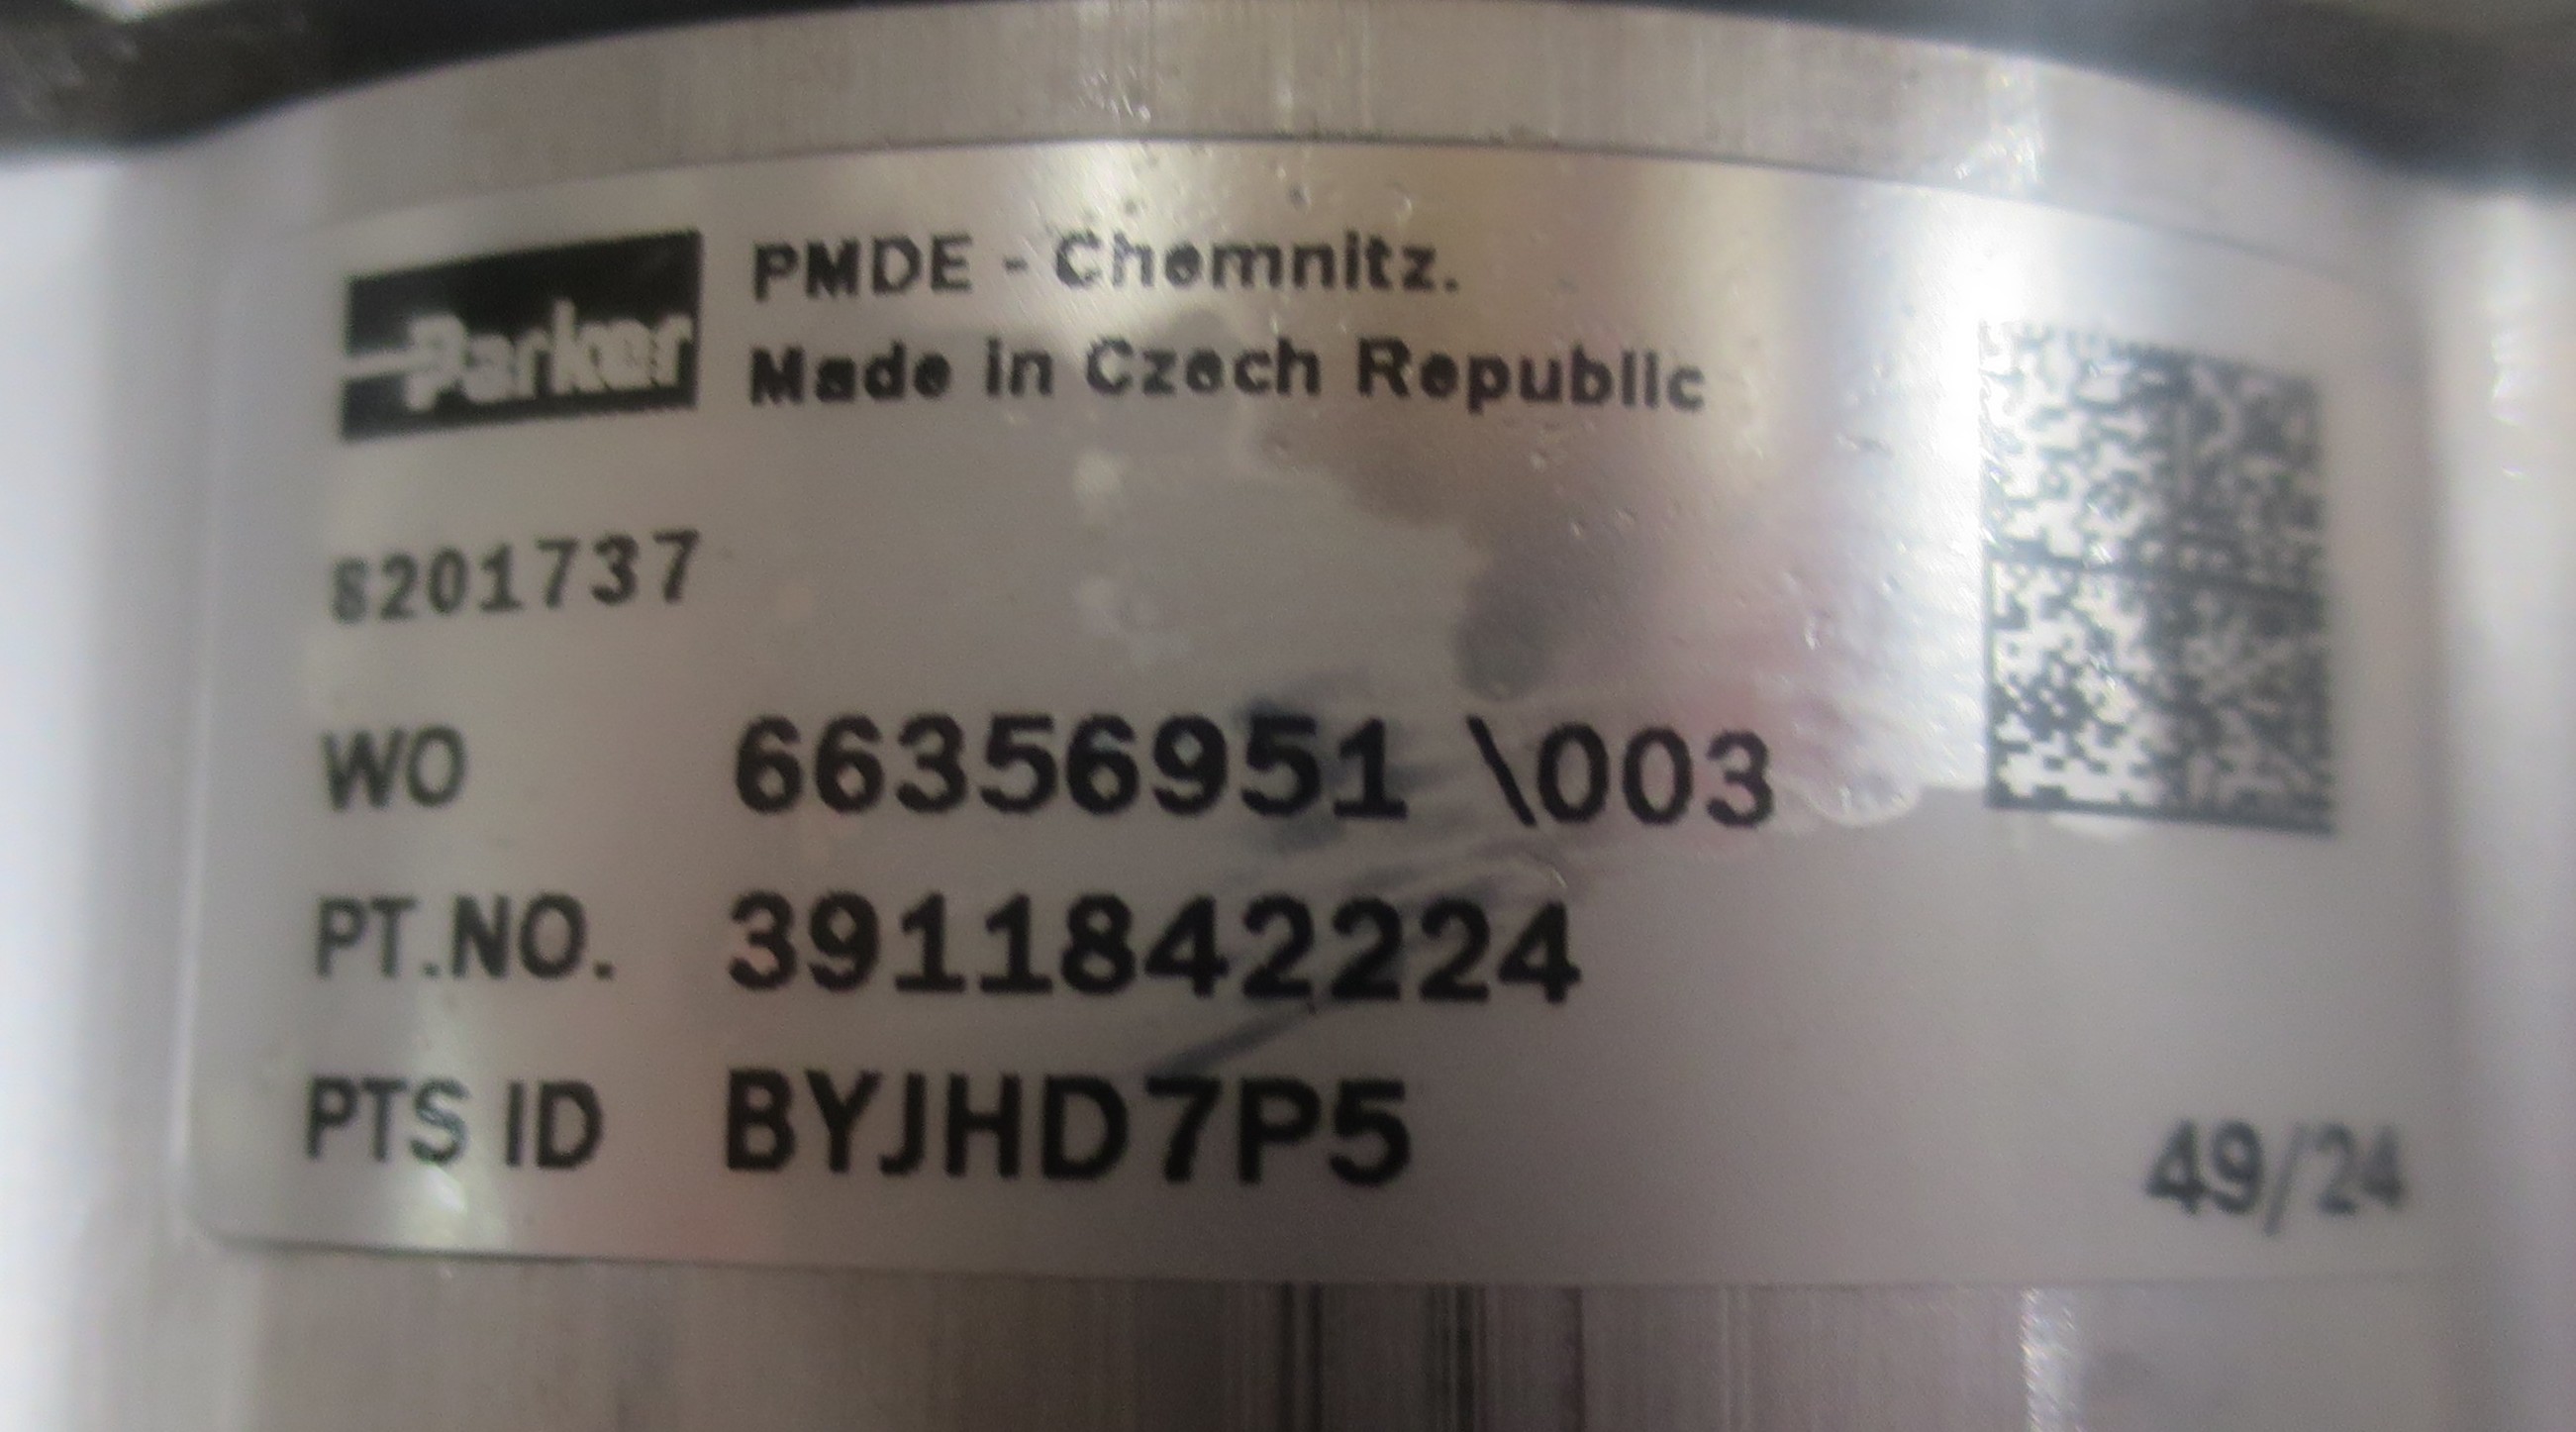 Parker
PMDE - Chemnitz.
Made in Czech Republic
8201737
WO 66356951 \003
PT.NO. 3911842224
PTS ID BYJHD7P5
49/24